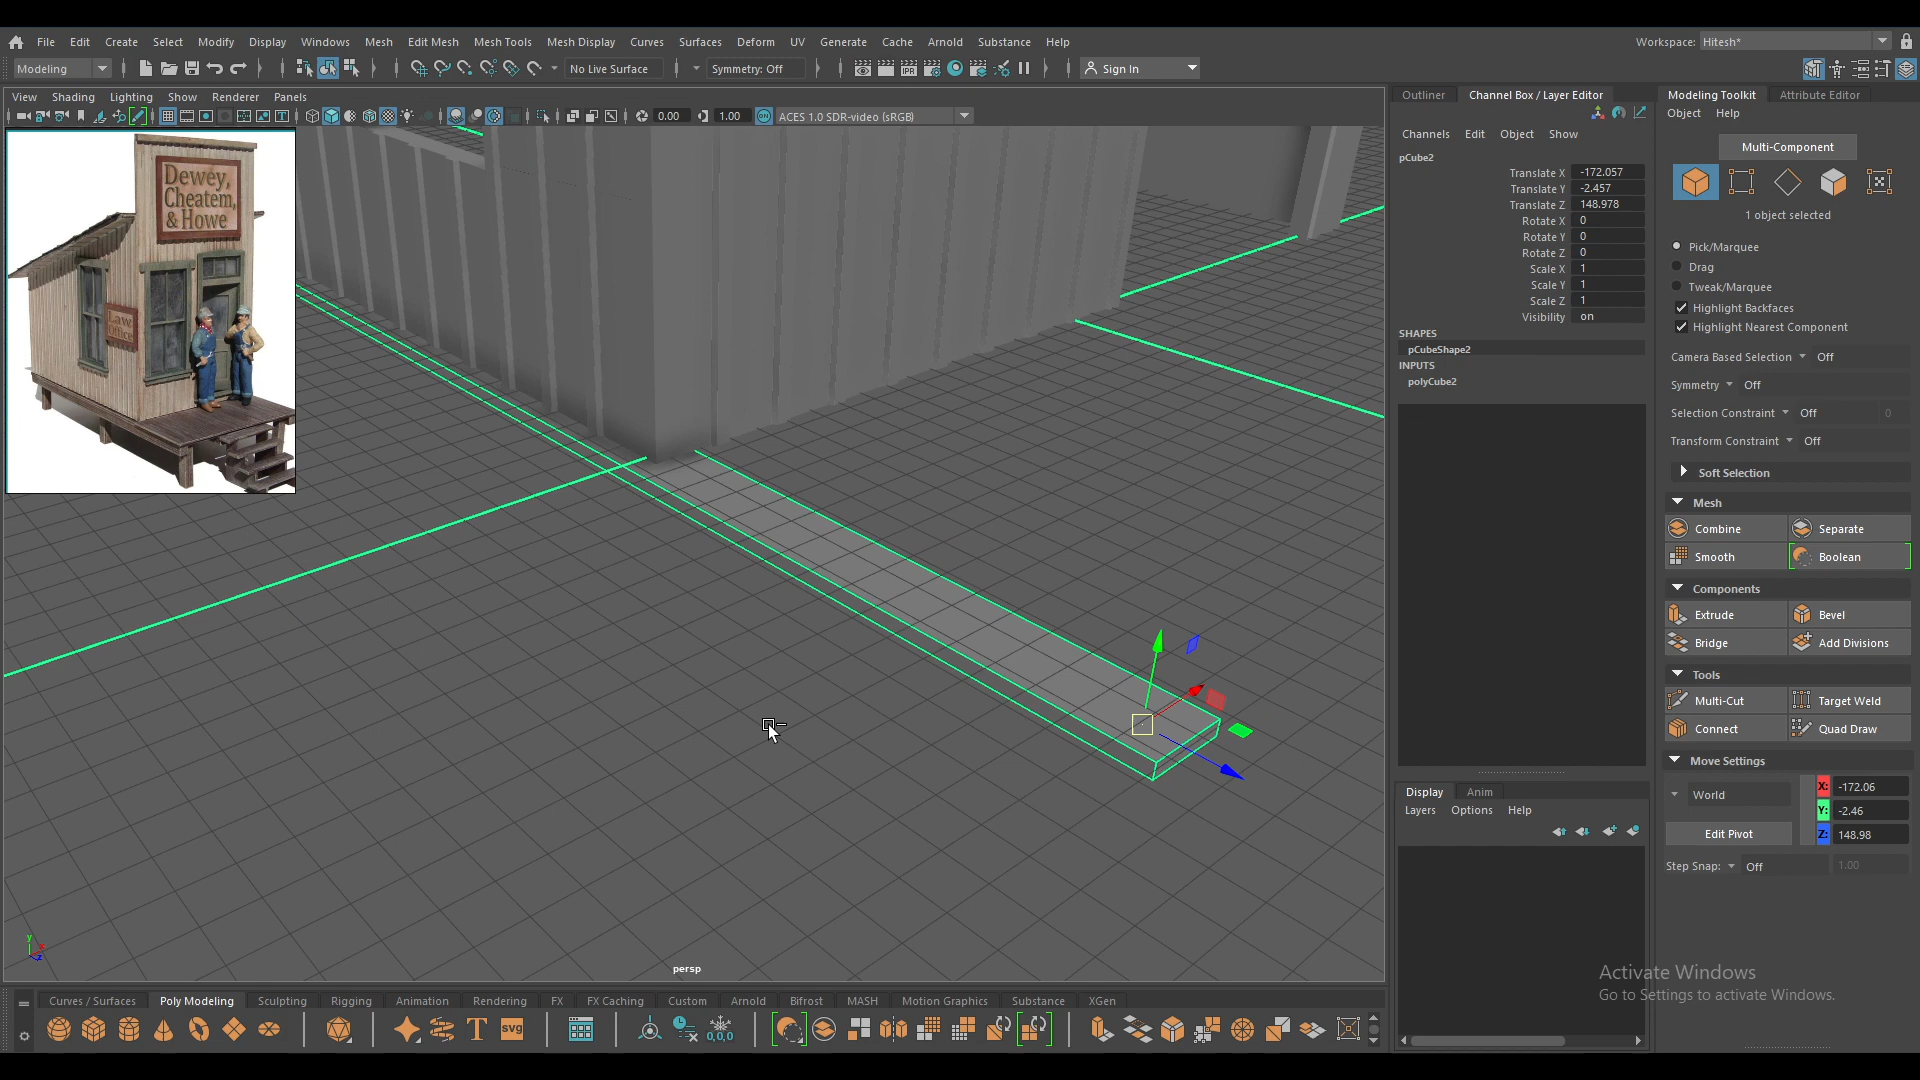 File Edit Create Select Modify Display Windows Mesh Edit Mesh Mesh Tools Mesh Display Curves Surfaces Deform UV Generate Cache Arnold Substance Help
Workspace: Hitesh*
Modeling
No Live Surface
Symmetry: Off
IPR
Sign In
View Shading Lighting Show Renderer Panels
0.00
1.00
ON
ACES 1.0 SDR-video (sRGB)
Dewey,
Cheatem,
& Howe
Law
Office
persp
Outliner
Channel Box / Layer Editor
Channels Edit Object Show
pCube2
Translate X -172.057
Translate Y -2.457
Translate Z 148.978
Rotate X 0
Rotate Y 0
Rotate Z 0
Scale X 1
Scale Y 1
Scale Z 1
Visibility on
SHAPES
pCubeShape2
INPUTS
polyCube2
Display Anim
Layers Options Help
Modeling Toolkit
Attribute Editor
Object Help
Multi-Component
1 object selected
Pick/Marquee
Drag
Tweak/Marquee
Highlight Backfaces
Highlight Nearest Component
Camera Based Selection Off
Symmetry Off
Selection Constraint Off 0
Transform Constraint Off
Soft Selection
Mesh
Combine Separate
Smooth Boolean
Components
Extrude Bevel
Bridge Add Divisions
Tools
Multi-Cut Target Weld
Connect Quad Draw
Move Settings
World
X: -172.06
Y: -2.46
Edit Pivot
Z: 148.98
Step Snap: Off 1.00
Activate Windows
Go to Settings to activate Windows.
Curves / Surfaces Poly Modeling Sculpting Rigging Animation Rendering FX FX Caching Custom Arnold Bifrost MASH Motion Graphics Substance XGen
T
svg
0,0,0
y
x
z